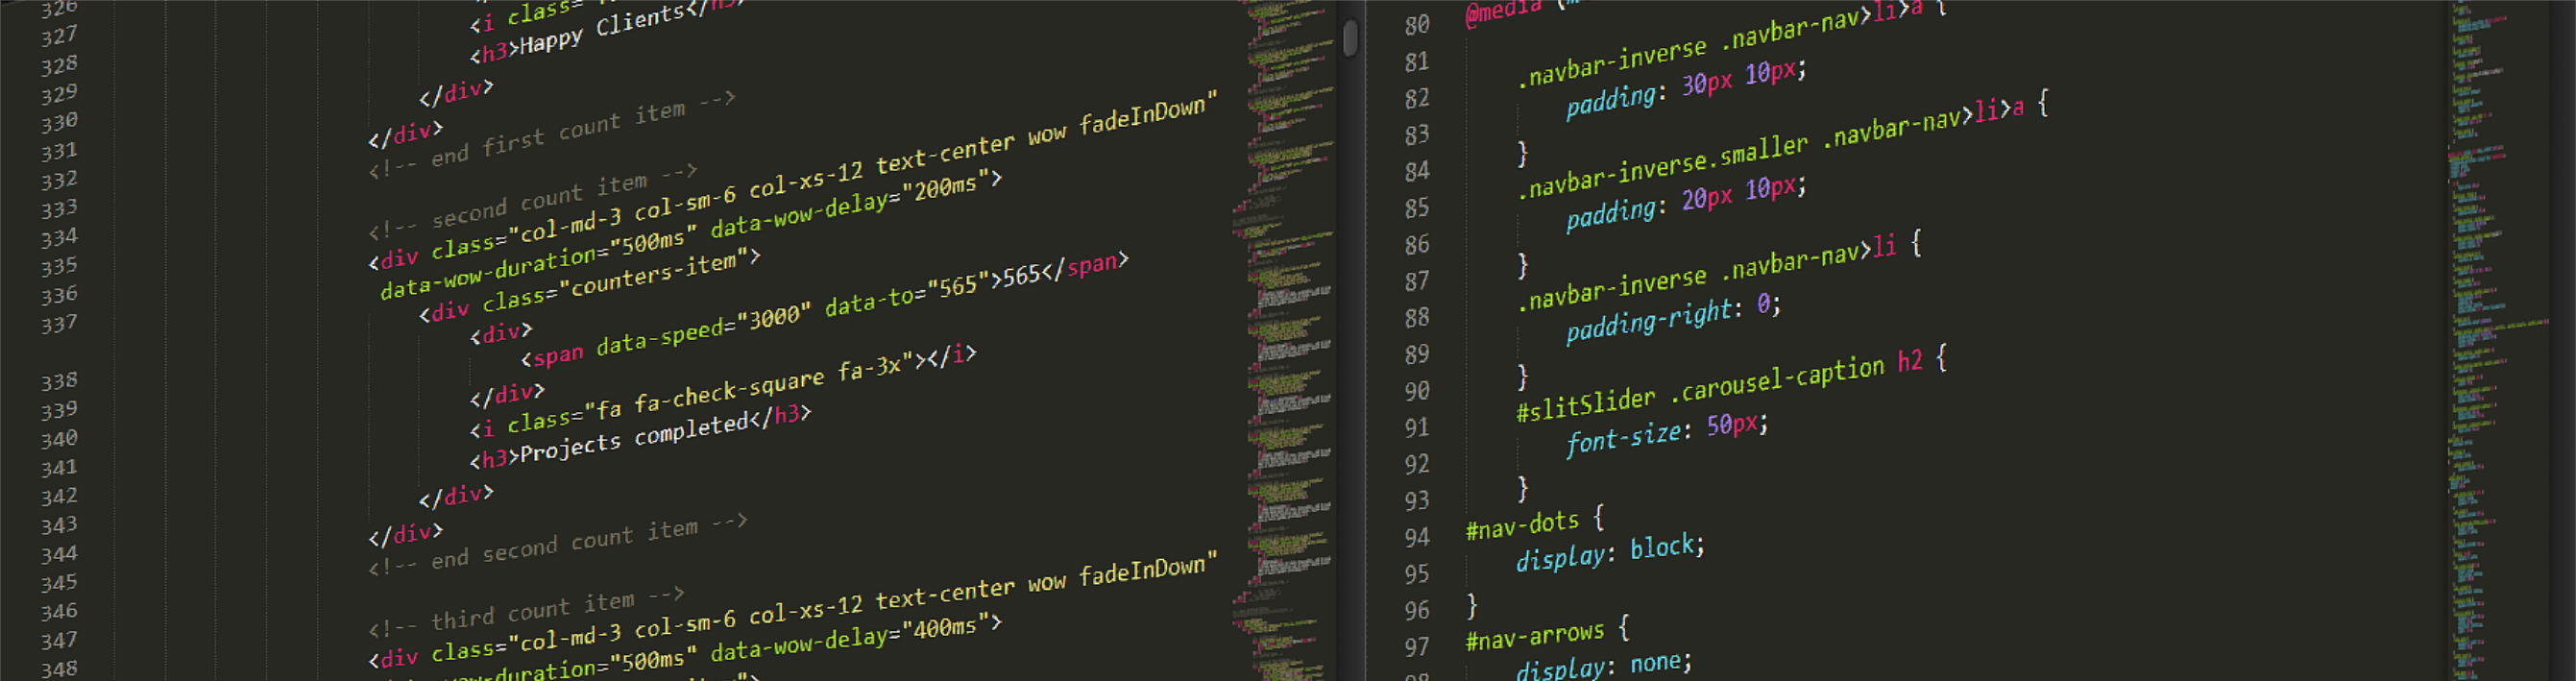 326
327
328
329
330
331
332
333
334
335
336
337
338
339
340
341
342
343
344
345
346
347
348
<i class=
<h3>Happy Clients</h3>
</div>
</div>
<!-- end first count item -->
<!-- second count item -->
<div class="col-md-3 col-sm-6 col-xs-12 text-center wow fadeInDown"
data-wow-duration="500ms" data-wow-delay="200ms">
<div class="counters-item">
<div>
<span data-speed="3000" data-to="565">565</span>
</div>
<i class="fa fa-check-square fa-3x"></i>
<h3>Projects completed</h3>
</div>
</div>
<!-- end second count item -->
<!-- third count item -->
<div class="col-md-3 col-sm-6 col-xs-12 text-center wow fadeInDown"
data-wow-duration="500ms" data-wow-delay="400ms">
80 @media
81 .navbar-inverse .navbar-nav>li>a {
82 padding: 30px 10px;
83 }
84 .navbar-inverse.smaller .navbar-nav>li>a {
85 padding: 20px 10px;
86 }
87 .navbar-inverse .navbar-nav>li {
88 padding-right: 0;
89 }
90 #slitSlider .carousel-caption h2 {
91 font-size: 50px;
92 }
93 #nav-dots {
94 display: block;
95 }
96 #nav-arrows {
97 display: none;
98